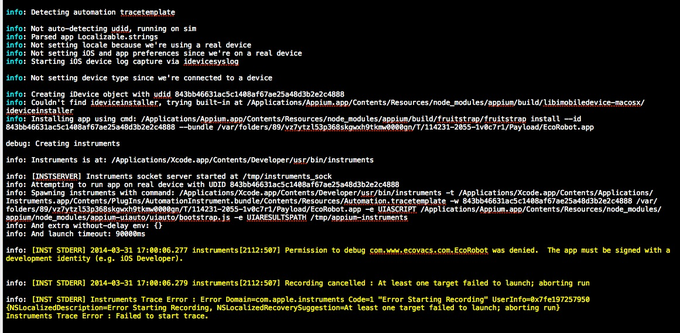 info: Detecting automation tracetemplate
info: Not auto-detecting udid, running on sim
info: Parsed app Localizable.strings
info: Not setting locale because we're using a real device
info: Not setting iOS and app preferences since we're on a real device
info: Starting iOS device log capture via idevicesyslog
info: Not setting device type since we're connected to a device
info: Creating iDevice object with udid 843bb46631ac5c1408af67ae25a48d3b2e2c4888
info: Couldn't find ideviceinstaller, trying built-in at /Applications/Appium.app/Contents/Resources/node_modules/appium/build/libimobiledevice-macosx/
ideviceinstaller
info: Installing app using cmd: /Applications/Appium.app/Contents/Resources/node_modules/appium/build/fruitstrap/fruitstrap install --id
843bb46631ac5c1408af67ae25a48d3b2e2c4888 --bundle /var/folders/89/vz7ytzl53p368skgwxh9tkmw0000gn/T/114231-2055-1v0c7r1/Payload/EcoRobot.app
debug: Creating instruments
info: Instruments is at: /Applications/Xcode.app/Contents/Developer/usr/bin/instruments
info: [INSTSERVER] Instruments socket server started at /tmp/instruments_sock
info: Attempting to run app on real device with UDID 843bb46631ac5c1408af67ae25a48d3b2e2c4888
info: Spawning instruments with command: /Applications/Xcode.app/Contents/Developer/usr/bin/instruments -t /Applications/Xcode.app/Contents/Applications/
Instruments.app/Contents/PlugIns/AutomationInstrument.bundle/Contents/Resources/Automation.tracetemplate -w 843bb46631ac5c1408af67ae25a48d3b2e2c4888 /var/
folders/89/vz7ytzl53p368skgwxh9tkmw0000gn/T/114231-2055-1v0c7r1/Payload/EcoRobot.app -e UIASCRIPT /Applications/Appium.app/Contents/Resources/node_modules/
appium/node_modules/appium-uiauto/uiauto/bootstrap.js -e UIARESULTSPATH /tmp/appium-instruments
info: And extra without-delay env: {}
info: And launch timeout: 90000ms
info: [INST STDERR] 2014-03-31 17:00:06.277 instruments[2112:507] Permission to debug com.www.ecovacs.com.EcoRobot was denied.  The app must be signed with a
development identity (e.g. iOS Developer).
info: [INST STDERR] 2014-03-31 17:00:06.279 instruments[2112:507] Recording cancelled : At least one target failed to launch; aborting run
info: [INST STDERR] Instruments Trace Error : Error Domain=com.apple.instruments Code=1 "Error Starting Recording" UserInfo=0x7fe197257950
{NSLocalizedDescription=Error Starting Recording, NSLocalizedRecoverySuggestion=At least one target failed to launch; aborting run}
Instruments Trace Error : Failed to start trace.